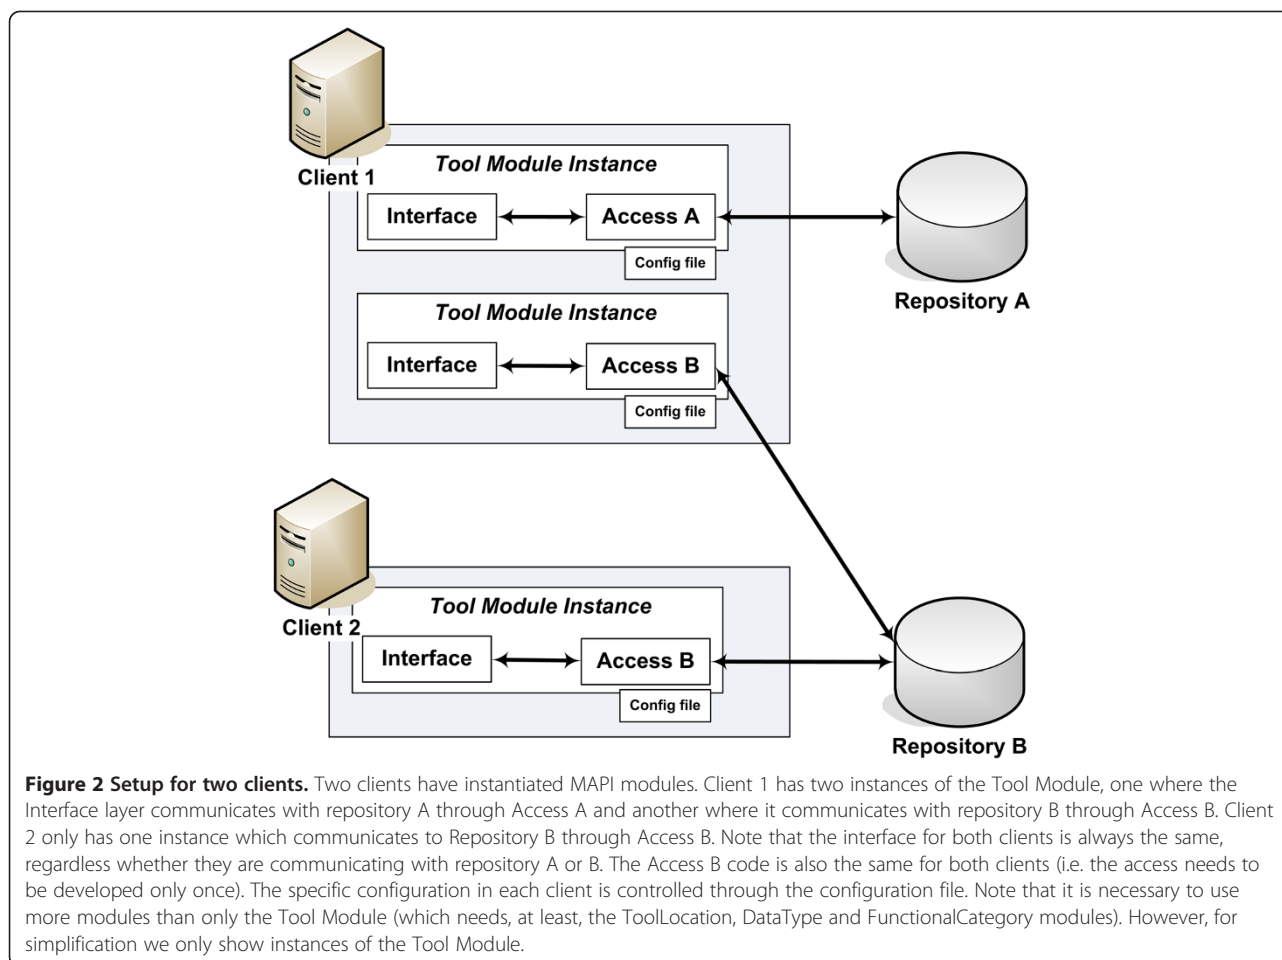 Client 1
Tool Module Instance
Interface
Access A
Config file
Repository A
Tool Module Instance
Interface
Access B
Config file
Client 2
Tool Module Instance
Interface
Access B
Config file
Repository B
Figure 2 Setup for two clients. Two clients have instantiated MAPI modules. Client 1 has two instances of the Tool Module, one where the
Interface layer communicates with repository A through Access A and another where it communicates with repository B through Access B. Client
2 only has one instance which communicates to Repository B through Access B. Note that the interface for both clients is always the same,
regardless whether they are communicating with repository A or B. The Access B code is also the same for both clients (i.e. the access needs to
be developed only once). The specific configuration in each client is controlled through the configuration file. Note that it is necessary to use
more modules than only the Tool Module (which needs, at least, the ToolLocation, DataType and FunctionalCategory modules). However, for
simplification we only show instances of the Tool Module.